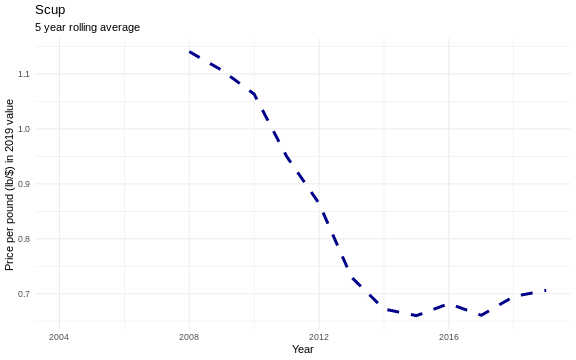 Scup
5 year rolling average
Price per pound (lb/$) in 2019 value
1.1
1.0
0.9
0.8
0.7
2004 2008 2012 2016
Year